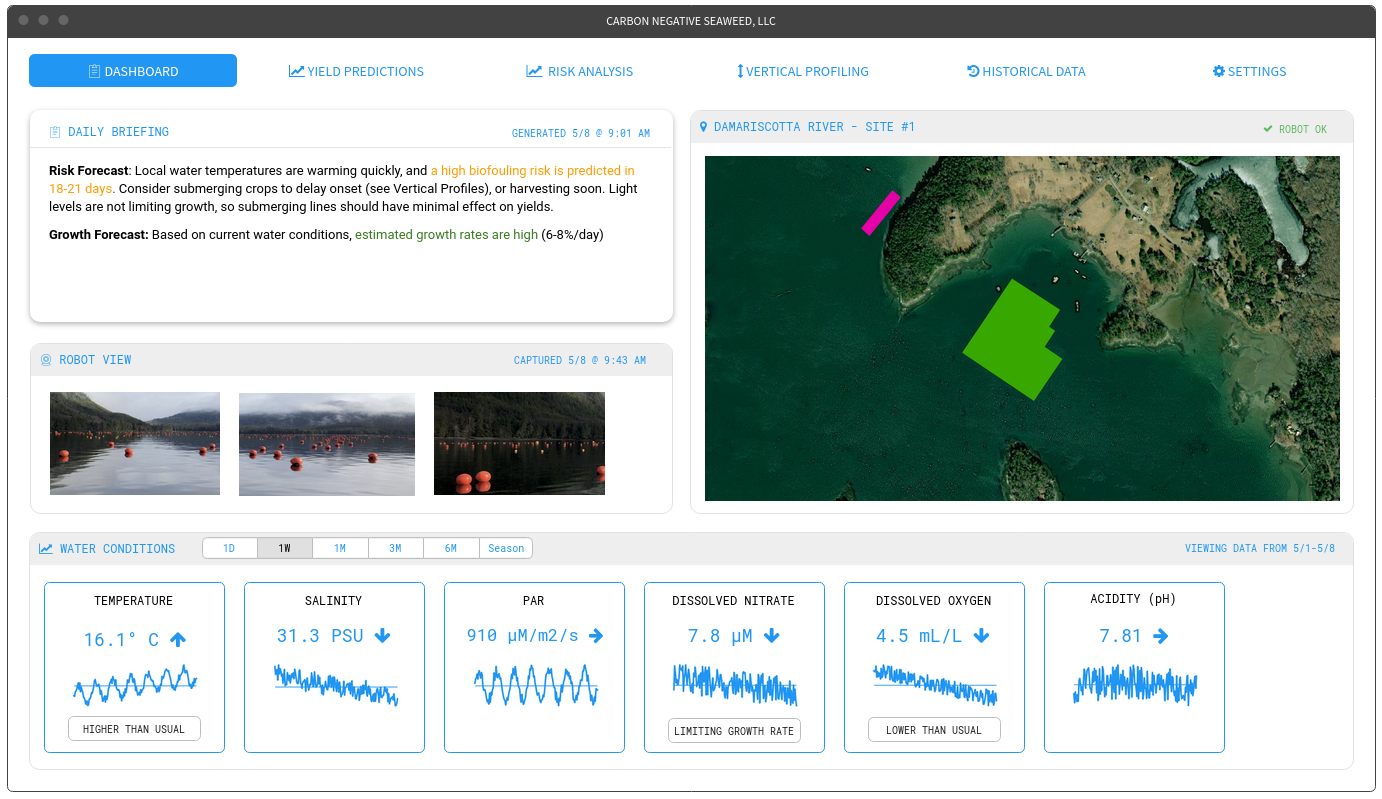 CARBON NEGATIVE SEAWEED, LLC
DASHBOARD
YIELD PREDICTIONS
RISK ANALYSIS
VERTICAL PROFILING
HISTORICAL DATA
SETTINGS
DAILY BRIEFING
GENERATED 5/8 @ 9:01 AM
Risk Forecast: Local water temperatures are warming quickly, and a high biofouling risk is predicted in
18-21 days. Consider submerging crops to delay onset (see Vertical Profiles), or harvesting soon. Light
levels are not limiting growth, so submerging lines should have minimal effect on yields.
Growth Forecast: Based on current water conditions, estimated growth rates are high (6-8%/day)
DAMARISCOTTA RIVER - SITE #1
ROBOT OK
ROBOT VIEW
CAPTURED 5/8 @ 9:43 AM
WATER CONDITIONS
1D
1W
1M
3M
6M
Season
VIEWING DATA FROM 5/1-5/8
TEMPERATURE
16.1° C
HIGHER THAN USUAL
SALINITY
31.3 PSU
PAR
910 µM/m2/s
DISSOLVED NITRATE
7.8 µM
LIMITING GROWTH RATE
DISSOLVED OXYGEN
4.5 mL/L
LOWER THAN USUAL
ACIDITY (pH)
7.81